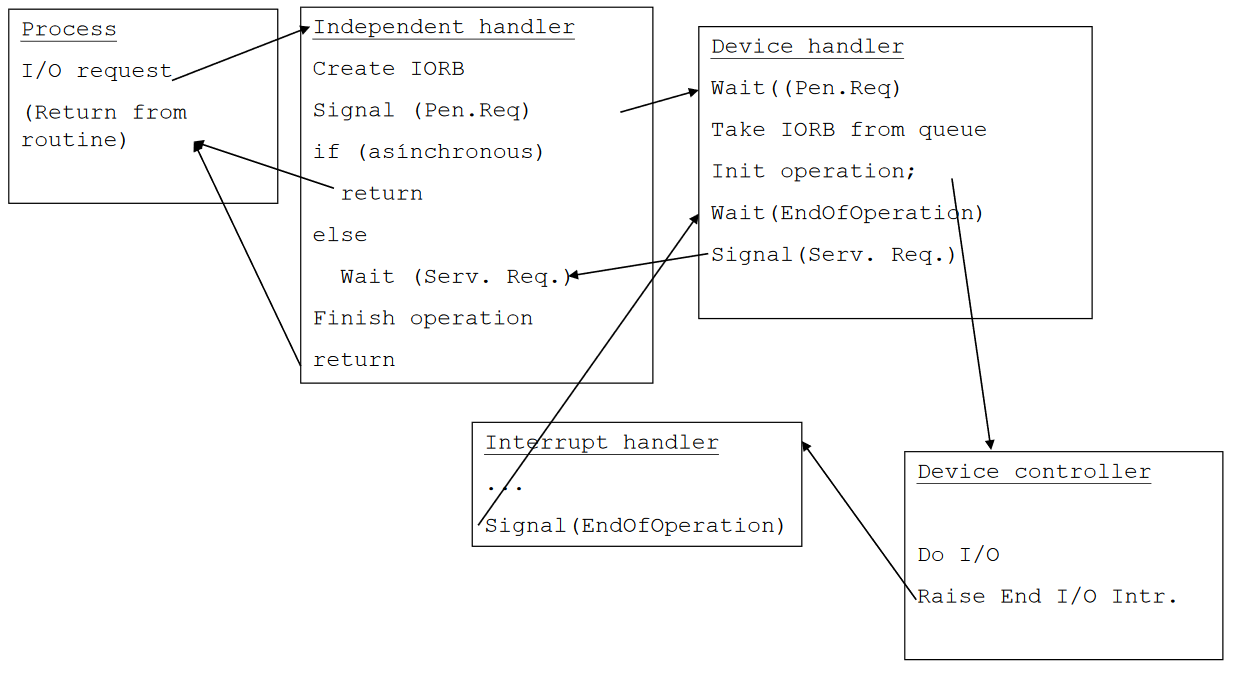 Process
I/O request
(Return from
routine)
Independent handler
Create IORB
Signal (Pen.Req)
if (asinchronous)
return
else
Wait (Serv. Req.)
Finish operation
return
Device handler
Wait((Pen.Req)
Take IORB from queue
Init operation;
Wait(EndOfOperation)
Signal(Serv. Req.)
Interrupt handler
...
Signal(EndOfOperation)
Device controller
Do I/O
Raise End I/O Intr.